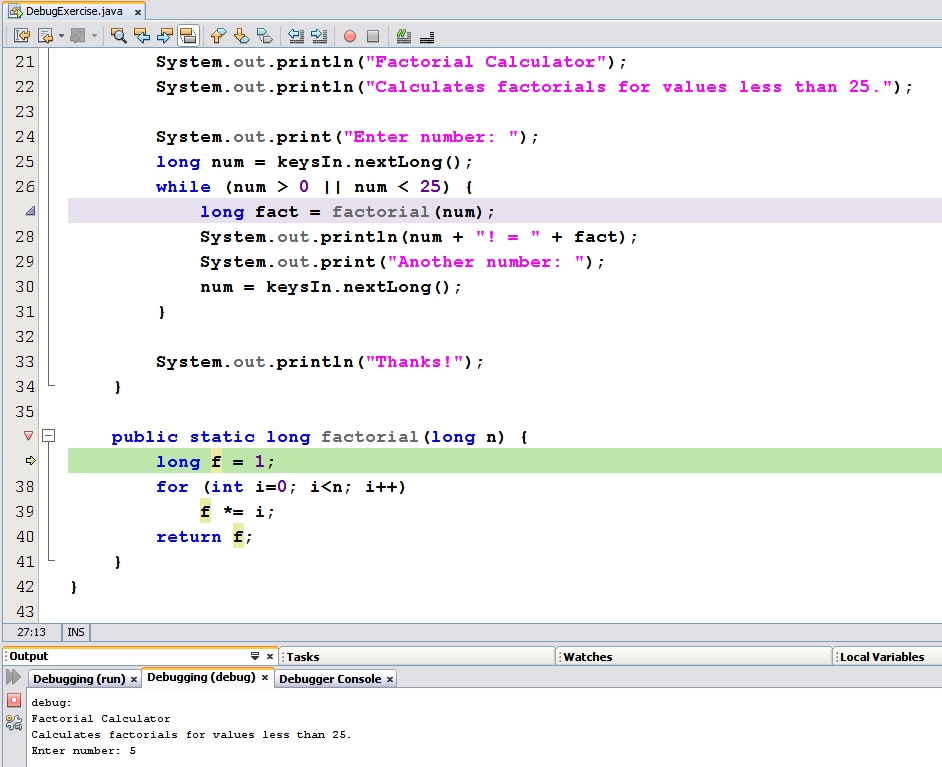 DebugExercise.java x
21 System.out.println("Factorial Calculator");
22 System.out.println("Calculates factorials for values less than 25.");
23
24 System.out.print("Enter number: ");
25 long num = keysIn.nextLong();
26 while (num > 0 || num < 25) {
long fact = factorial(num);
28 System.out.println(num + "! = " + fact);
29 System.out.print("Another number: ");
30 num = keysIn.nextLong();
31 }
32
33 System.out.println("Thanks!");
34 }
35
public static long factorial(long n) {
long f = 1;
38 for (int i=0; i<n; i++)
39 f *= i;
40 return f;
41 }
42 }
43
27:13 INS
:Output x :Tasks :Watches :Local Variables
Debugging (run) x Debugging (debug) x Debugger Console x
debug:
Factorial Calculator
Calculates factorials for values less than 25.
Enter number: 5